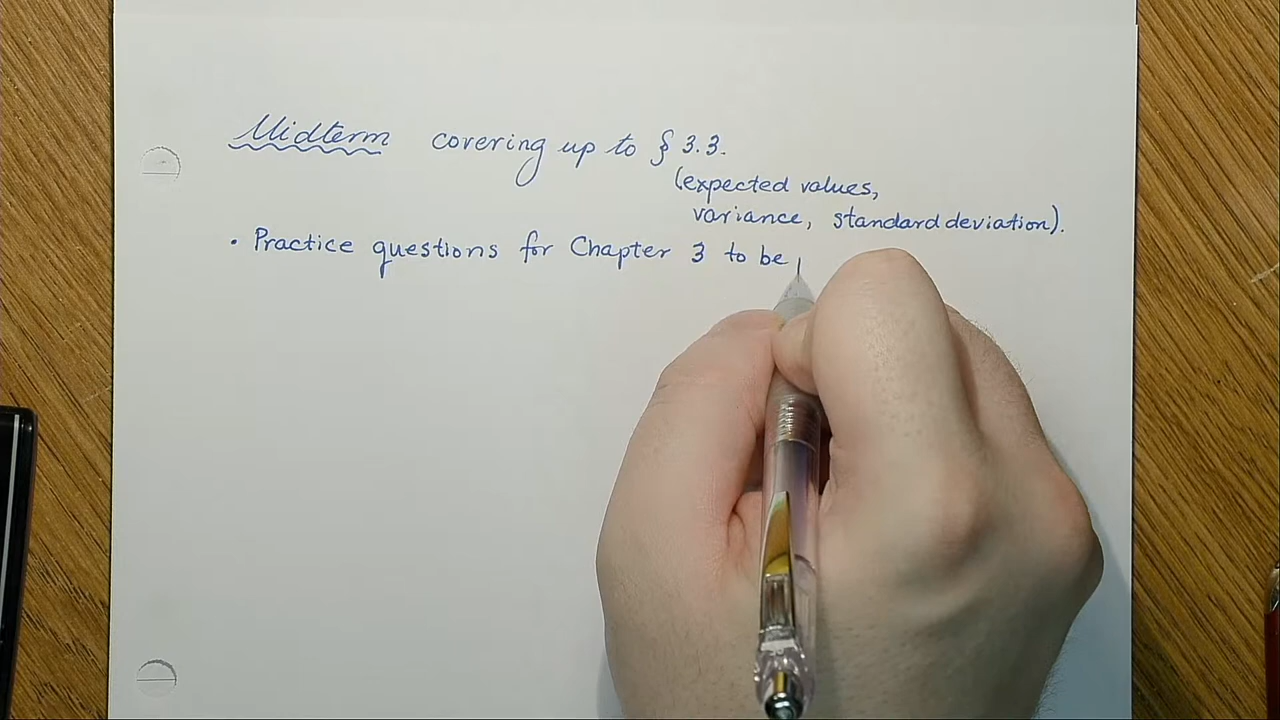 Midterm covering up to § 3.3.
(expected values,
variance, standard deviation).
• Practice questions for Chapter 3 to be